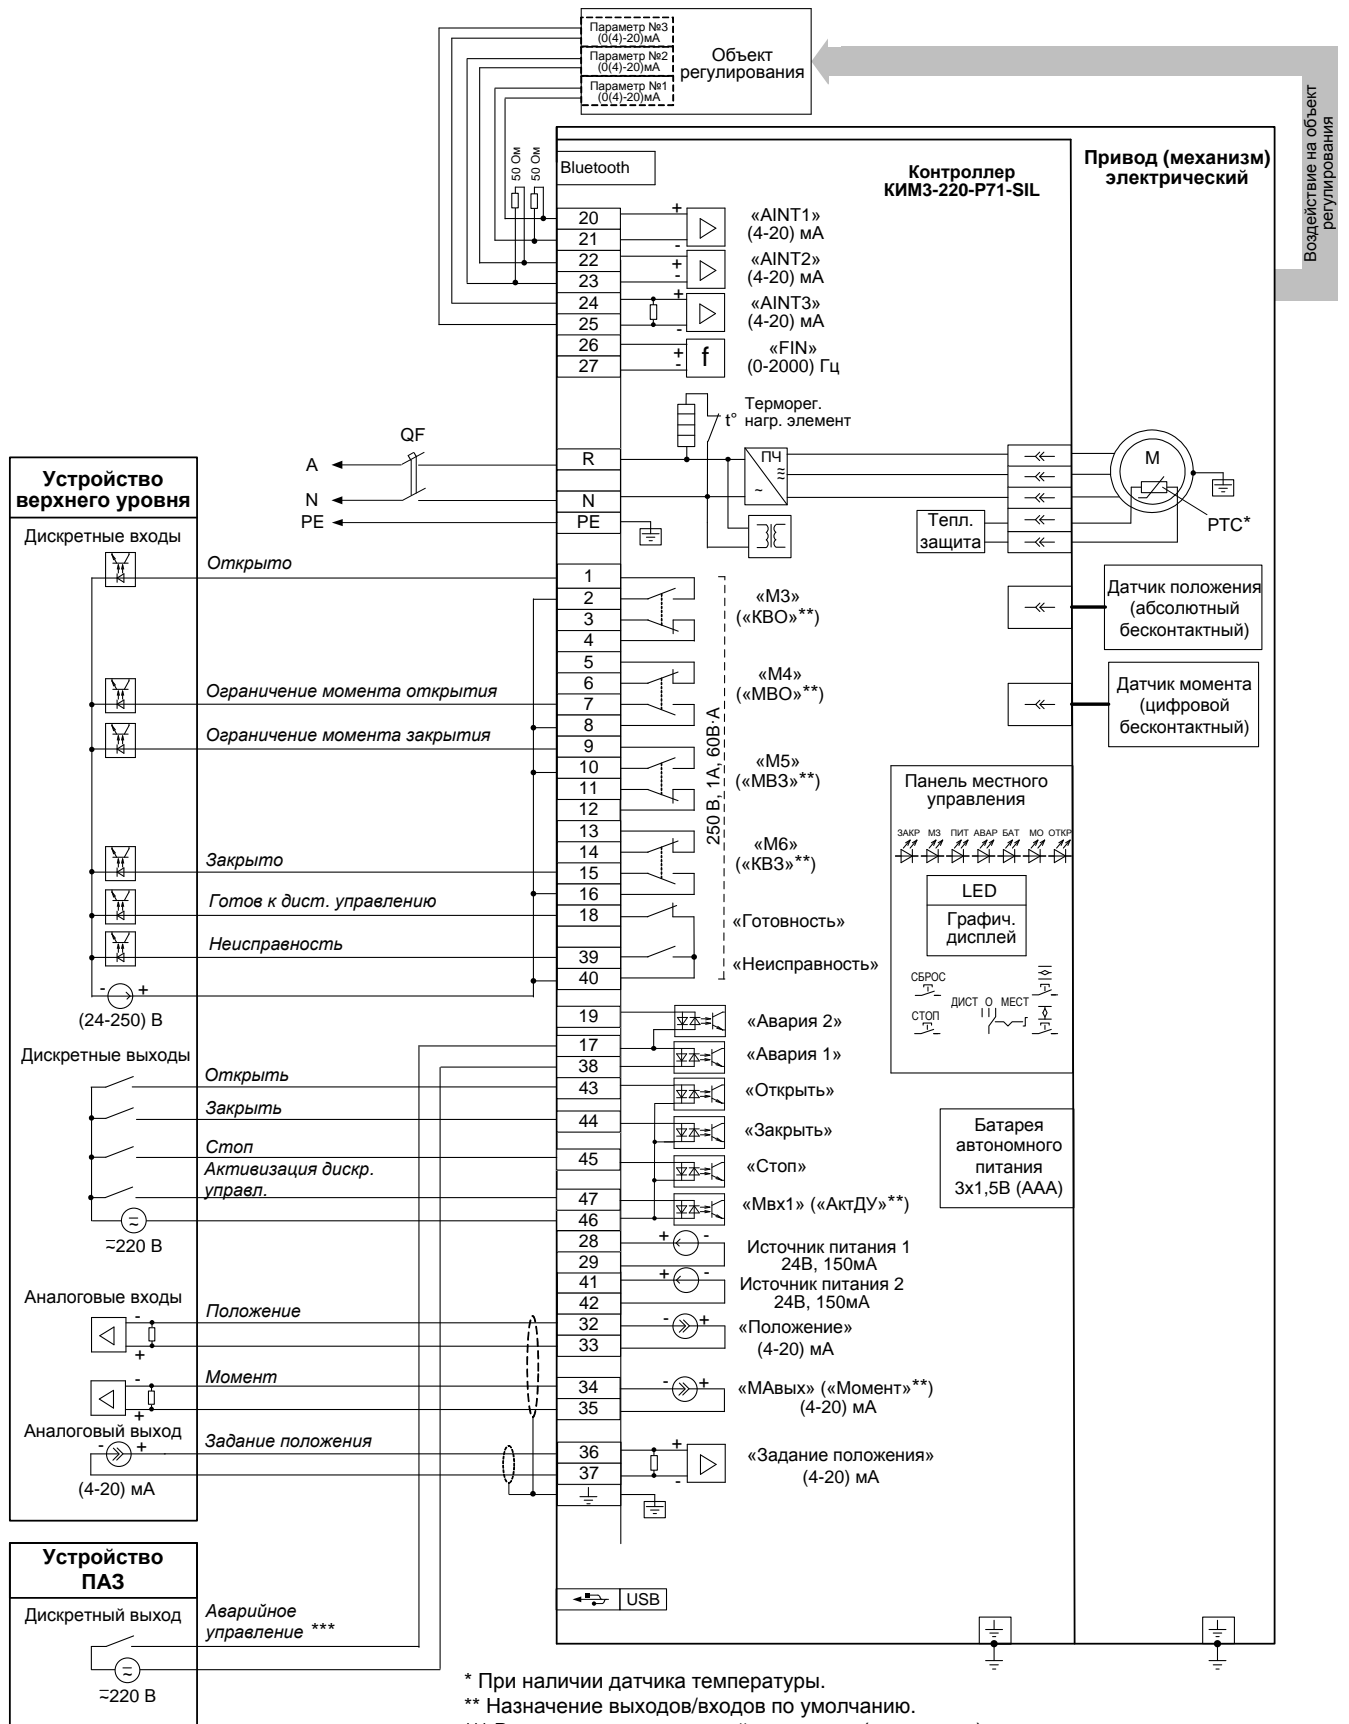 Параметр №3
(0(4)-20)мА
Параметр №2
(0(4)-20)мА
Параметр №1
(0(4)-20)мА
Объект
регулирования
Воздействие на объект
регулирования
50 Ом
50 Ом
Bluetooth
Контроллер
КИМ3-220-P71-SIL
Привод (механизм)
электрический
20
21
22
23
24
25
26
27
+
-
«AINT1»
(4-20) мА
+
-
«AINT2»
(4-20) мА
+
-
«AINT3»
(4-20) мА
+
-
f
«FIN»
(0-2000) Гц
t°
Терморег.
нагр. элемент
QF
A
N
PE
R
N
PE
ПЧ
≈
~
M
PTC*
Тепл.
защита
Устройство
верхнего уровня
Дискретные входы
Открыто
Ограничение момента открытия
Ограничение момента закрытия
Закрыто
Готов к дист. управлению
Неисправность
- +
(24-250) В
1
2
3
4
5
6
7
8
9
10
11
12
13
14
15
16
18
39
40
«М3»
(«КВО»**)
«М4»
(«МВО»**)
«М5»
(«МВЗ»**)
«М6»
(«КВЗ»**)
«Готовность»
«Неисправность»
250 В, 1А, 60В·А
Датчик положения
(абсолютный
бесконтактный)
Датчик момента
(цифровой
бесконтактный)
Панель местного
управления
ЗАКР МЗ ПИТ АВАР БАТ МО ОТКР
LED
Графич.
дисплей
СБРОС
СТОП
ДИСТ О МЕСТ
Батарея
автономного
питания
3х1,5В (ААА)
Дискретные выходы
Открыть
Закрыть
Стоп
Активизация дискр.
управл.
≂220 В
19
17
38
43
44
45
47
46
«Авария 2»
«Авария 1»
«Открыть»
«Закрыть»
«Стоп»
«Мвх1» («АктДУ»**)
28
29
41
42
32
33
34
35
36
37
+ -
Источник питания 1
24В, 150мА
+ -
Источник питания 2
24В, 150мА
- +
«Положение»
(4-20) мА
- +
«МАвых» («Момент»**)
(4-20) мА
+
-
«Задание положения»
(4-20) мА
Аналоговые входы
Положение
-
+
Момент
-
+
Аналоговый выход
Задание положения
- +
(4-20) мА
Устройство
ПАЗ
Дискретный выход
Аварийное
управление ***
≂220 В
USB
* При наличии датчика температуры.
** Назначение выходов/входов по умолчанию.